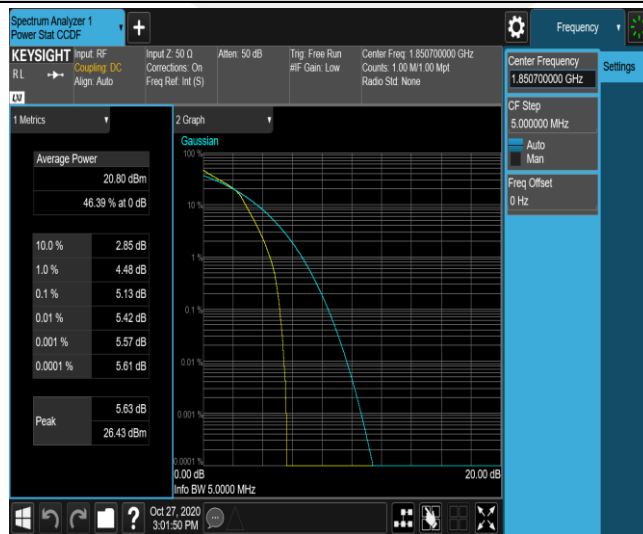 Spectrum Analyzer 1
Power Stat CCDF
Frequency
KEYSIGHT
RL
LXI
Input: RF
Coupling: DC
Align: Auto
Input Z: 50 Ω
Corrections: On
Freq Ref: Int (S)
Atten: 50 dB
Trig: Free Run
#IF Gain: Low
Center Freq: 1.850700000 GHz
Counts: 1.00 M/1.00 Mpt
Radio Std: None
Center Frequency
1.850700000 GHz
Settings
CF Step
5.000000 MHz
Auto
Man
Freq Offset
0 Hz
1 Metrics
Average Power
20.80 dBm
46.39 % at 0 dB
10.0 % 2.85 dB
1.0 % 4.48 dB
0.1 % 5.13 dB
0.01 % 5.42 dB
0.001 % 5.57 dB
0.0001 % 5.61 dB
Peak
5.63 dB
26.43 dBm
2 Graph
Gaussian
100 %
10 %
1 %
0.1 %
0.01 %
0.001 %
0.0001 %
0.00 dB
20.00 dB
Info BW 5.0000 MHz
?
Oct 27, 2020
3:01:50 PM